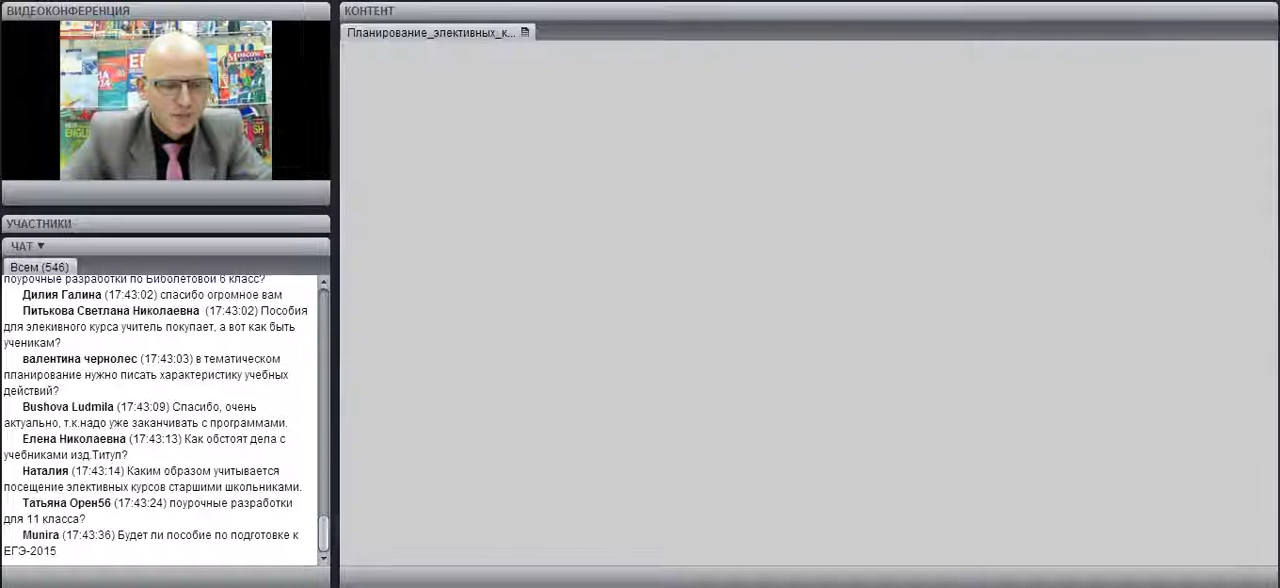 ВИДЕОКОНФЕРЕНЦИЯ
КОНТЕНТ
Планирование_элективных_к...
MOSCOW
ENGLI
SH
УЧАСТНИКИ
ЧАТ ▼
Всем (546)
поурочные разработки по Биболетовой 6 класс?
Дилия Галина (17:43:02) спасибо огромное вам
Питькова Светлана Николаевна (17:43:02) Пособия
для элекивного курса учитель покупает, а вот как быть
ученикам?
валентина чернолес (17:43:03) в тематическом
планирование нужно писать характеристику учебных
действий?
Bushova Ludmila (17:43:09) Спасибо, очень
актуально, т.к.надо уже заканчивать с программами.
Елена Николаевна (17:43:13) Как обстоят дела с
учебниками изд.Титул?
Наталия (17:43:14) Каким образом учитывается
посещение элективных курсов старшими школьниками.
Татьяна Орен56 (17:43:24) поурочные разработки
для 11 класса?
Munira (17:43:36) Будет ли пособие по подготовке к
ЕГЭ-2015